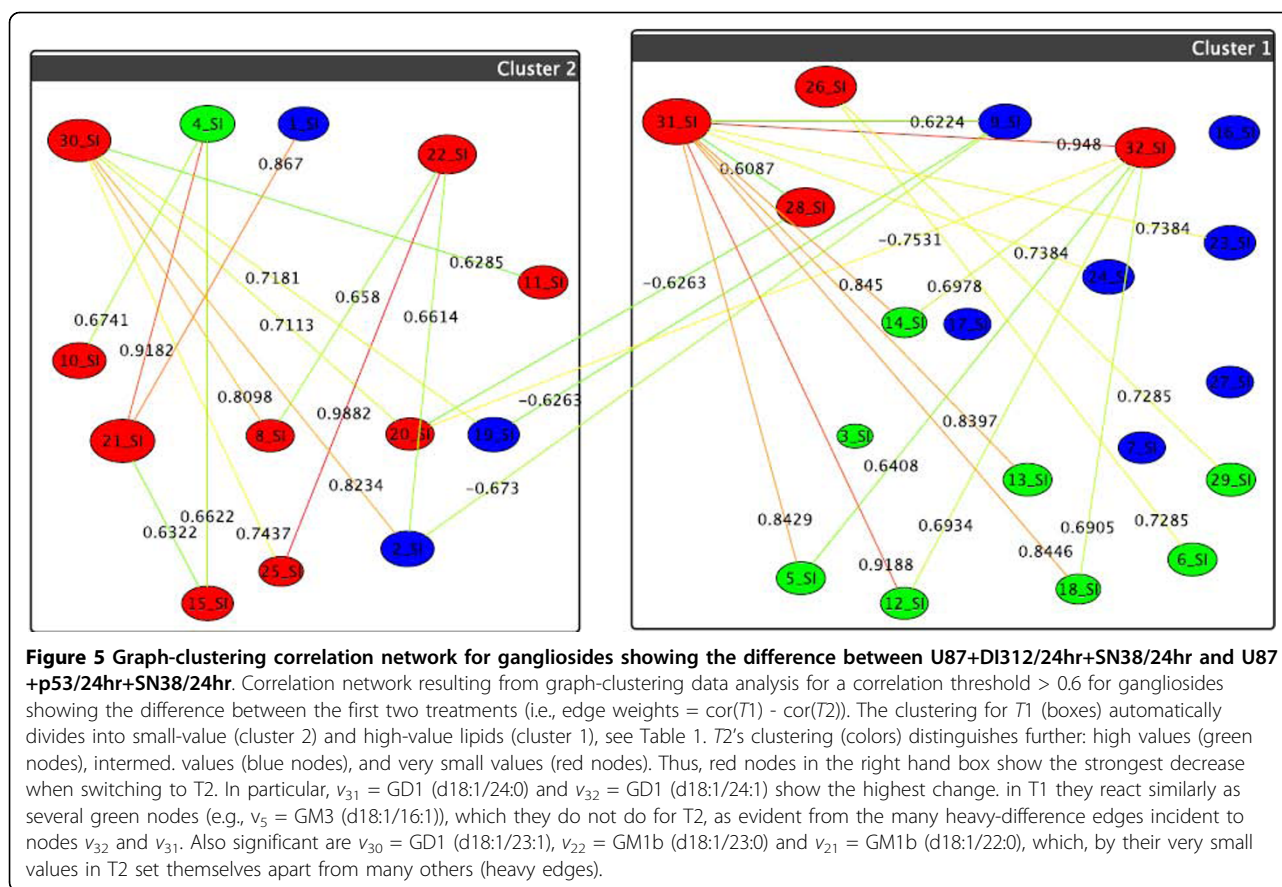 Cluster 2
Cluster 1
30_SI
4_SI
1_SI
22_SI
0.867
11_SI
0.6285
0.7181
0.658
0.7113
0.6614
0.6741
10_SI
0.9182
0.8098
0.9882
21_SI
8_SI
20_SI
19_SI
0.8234
0.6622
0.6322
0.7437
2_SI
25_SI
15_SI
-0.6263
-0.6263
-0.673
26_SI
31_SI
9_SI
0.6224
0.948
32_SI
16_SI
0.6087
28_SI
-0.7531
0.7384
0.7384
23_SI
24_SI
0.845
0.6978
14_SI
17_SI
27_SI
0.7285
0.8397
3_SI
7_SI
0.6408
13_SI
29_SI
0.8429
0.6934
0.6905
0.7285
0.8446
6_SI
0.9188
5_SI
12_SI
18_SI
Figure 5 Graph-clustering correlation network for gangliosides showing the difference between U87+DI312/24hr+SN38/24hr and U87
+p53/24hr+SN38/24hr. Correlation network resulting from graph-clustering data analysis for a correlation threshold > 0.6 for gangliosides
showing the difference between the first two treatments (i.e., edge weights = cor(T1) - cor(T2)). The clustering for T1 (boxes) automatically
divides into small-value (cluster 2) and high-value lipids (cluster 1), see Table 1. T2's clustering (colors) distinguishes further: high values (green
nodes), intermed. values (blue nodes), and very small values (red nodes). Thus, red nodes in the right hand box show the strongest decrease
when switching to T2. In particular, v31 = GD1 (d18:1/24:0) and v32 = GD1 (d18:1/24:1) show the highest change. in T1 they react similarly as
several green nodes (e.g., v5 = GM3 (d18:1/16:1)), which they do not do for T2, as evident from the many heavy-difference edges incident to
nodes v32 and v31. Also significant are v30 = GD1 (d18:1/23:1), v22 = GM1b (d18:1/23:0) and v21 = GM1b (d18:1/22:0), which, by their very small
values in T2 set themselves apart from many others (heavy edges).